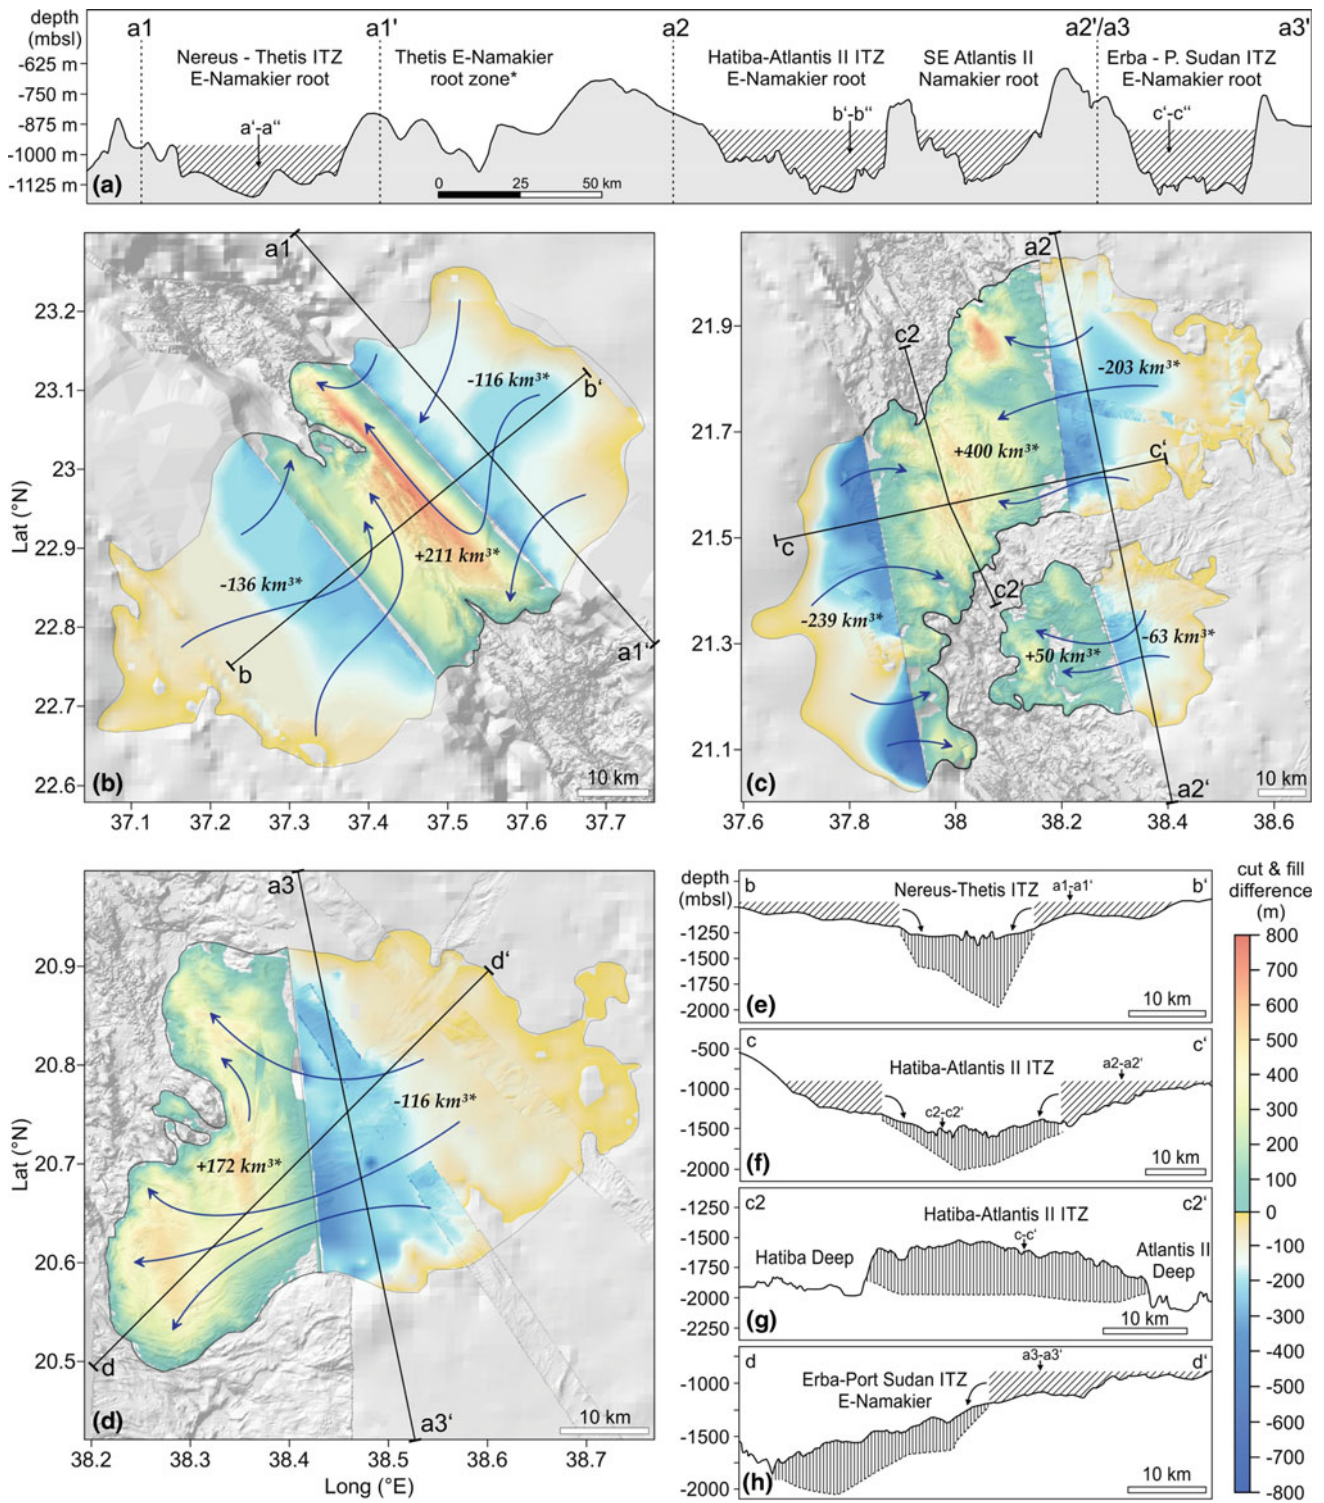 depth
(mbsl)
a1
a1'
a2
a2'/a3
a3'
-625 m
-750 m
-875 m
-1000 m
-1125 m
Nereus - Thetis ITZ
E-Namakier root
Thetis E-Namakier
root zone*
Hatiba-Atlantis II ITZ
E-Namakier root
SE Atlantis II
Namakier root
Erba - P. Sudan ITZ
E-Namakier root
a'-a"
b'-b"
c'-c"
0 25 50 km
(a)
a1
a1'
b
b'
-116 km³*
+211 km³*
-136 km³*
Lat (°N)
23.2
23.1
23
22.9
22.8
22.7
22.6
(b)
10 km
37.1 37.2 37.3 37.4 37.5 37.6 37.7
a2
a2'
c2
c2'
c
c'
-203 km³*
+400 km³*
-239 km³*
+50 km³*
-63 km³*
21.9
21.7
21.5
21.3
21.1
(c)
10 km
37.6 37.8 38 38.2 38.4 38.6
a3
a3'
d
d'
-116 km³*
+172 km³*
Lat (°N)
20.9
20.8
20.7
20.6
20.5
(d)
10 km
38.2 38.3 38.4 38.5 38.6 38.7
Long (°E)
depth
(mbsl)
b
b'
Nereus-Thetis ITZ
a1-a1'
-1250
-1500
-1750
-2000
(e)
10 km
c
c'
Hatiba-Atlantis II ITZ
a2-a2'
c2-c2'
-500
-1000
-1500
-2000
(f)
10 km
c2
c2'
Hatiba-Atlantis II ITZ
c-c'
Hatiba Deep
Atlantis II
Deep
-1250
-1500
-1750
-2000
-2250
(g)
10 km
d
d'
a3-a3'
Erba-Port Sudan ITZ
E-Namakier
-1000
-1500
-2000
(h)
10 km
cut & fill
difference
(m)
800
700
600
500
400
300
200
100
0
-100
-200
-300
-400
-500
-600
-700
-800